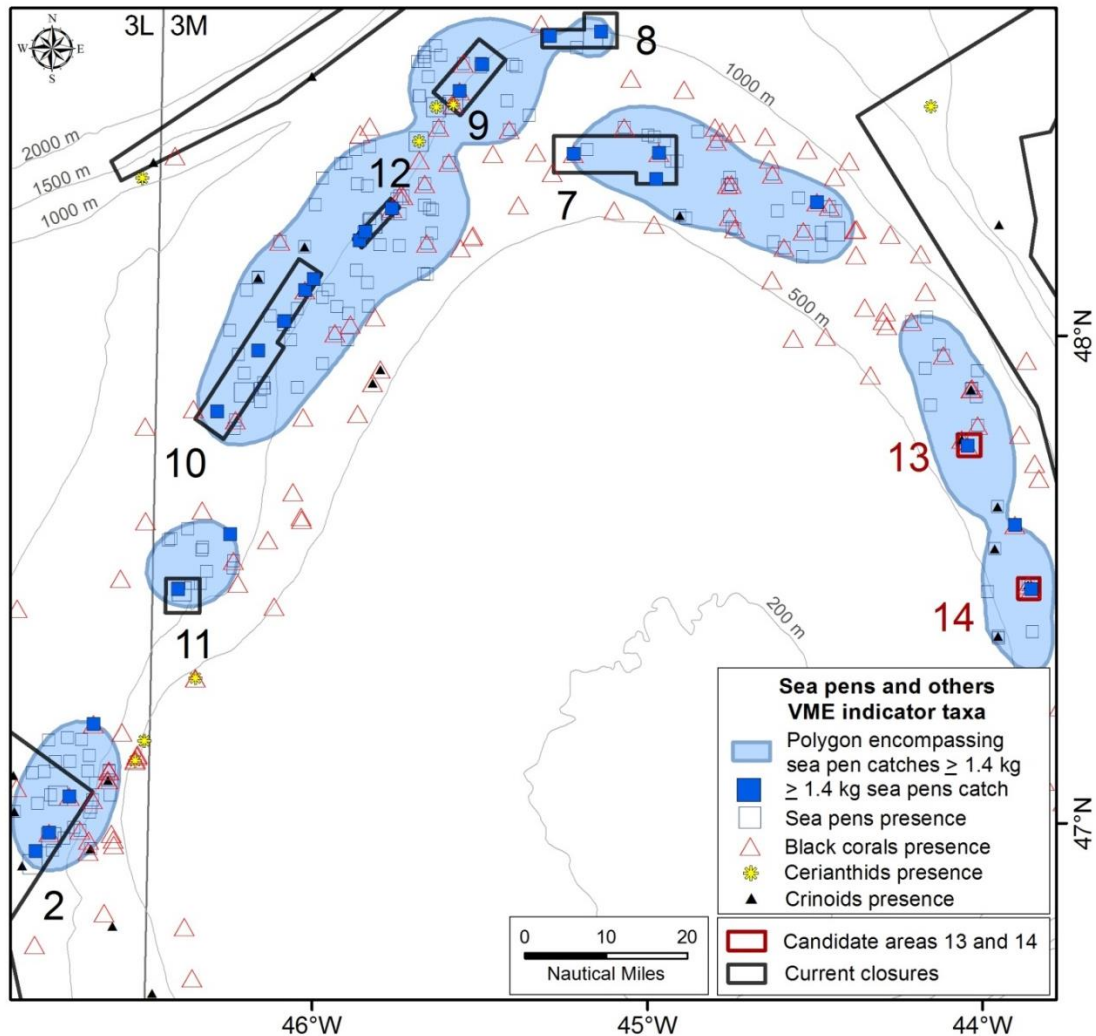 3L 3M
N
W E
S
8
1000 m
9
2000 m
1500 m
1000 m
12
7
500 m
48°N
10
13
14
11
200 m
Sea pens and others
VME indicator taxa
Polygon encompassing
sea pen catches ≥ 1.4 kg
≥ 1.4 kg sea pens catch
Sea pens presence
Black corals presence
Cerianthids presence
Crinoids presence
47°N
2
0 10 20
Nautical Miles
Candidate areas 13 and 14
Current closures
46°W 45°W 44°W